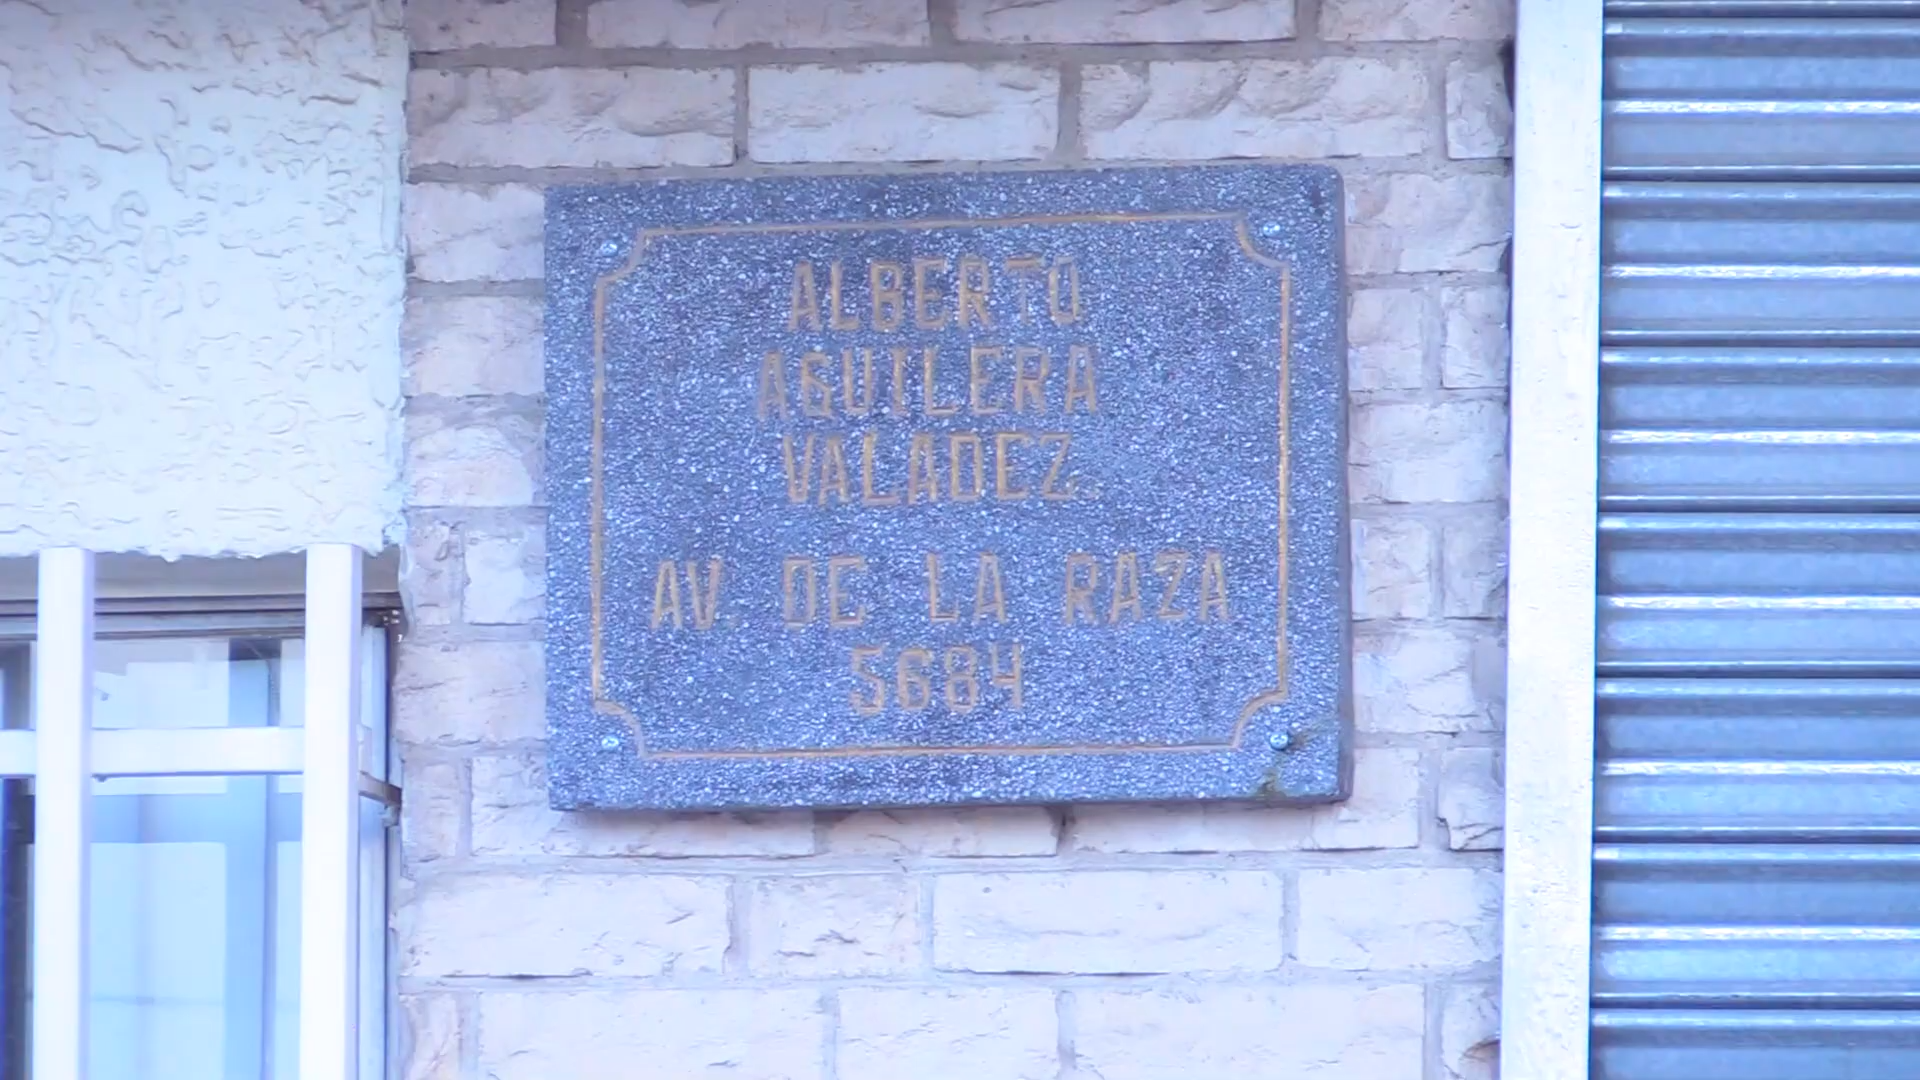 ALBERTO
AGUILERA
VALADEZ
AV. DE LA RAZA
5684